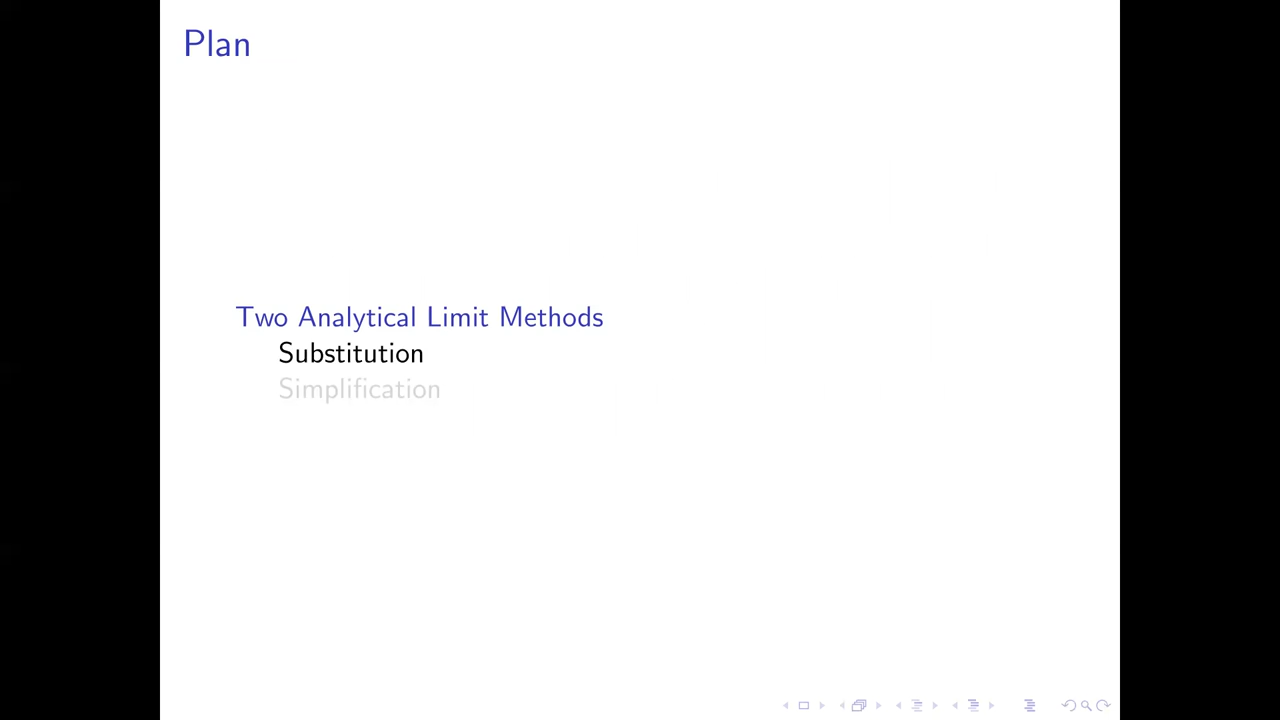 Plan
Two Analytical Limit Methods
Substitution
Simplification